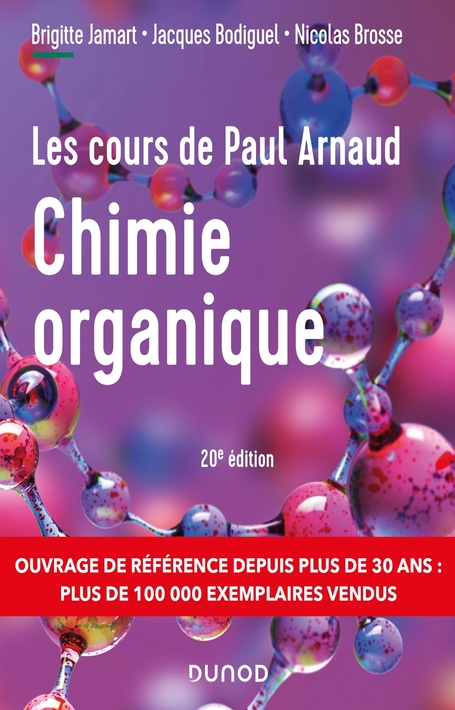 Brigitte Jamart • Jacques Bodiguel • Nicolas Brosse
Les cours de Paul Arnaud
Chimie
organique
20e édition
OUVRAGE DE RÉFÉRENCE DEPUIS PLUS DE 30 ANS :
PLUS DE 100 000 EXEMPLAIRES VENDUS
DUNOD